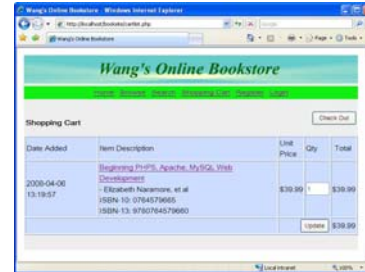 Wang's Online Bookstore - Windows Internet Explorer
Wang's Online Bookstore
Page
Tools
Wang's Online Bookstore
Home Browse Search Shopping Cart Register Login
Shopping Cart
Check Out
Date Added Item Description Unit Price Qty Total
2008-04-06 13:19:57
Beginning PHP5, Apache, MySQL Web
Development
- Elizabeth Naramore, et al
ISBN-10: 0764579665
ISBN-13: 9780764579660
$39.99 1 $39.99
Update $39.99
Local intranet
100%